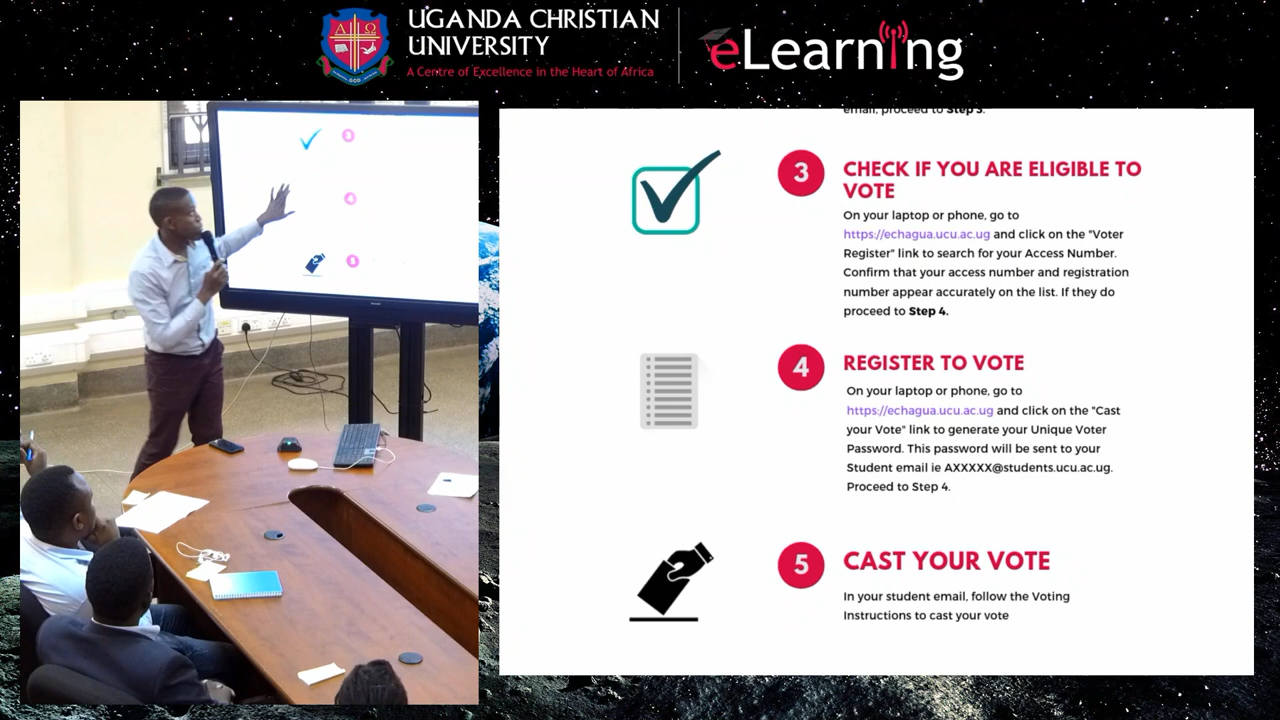 UGANDA CHRISTIAN
UNIVERSITY
A Centre of Excellence in the Heart of Africa
eLearning
email, proceed to Step 3.
3
CHECK IF YOU ARE ELIGIBLE TO
VOTE
On your laptop or phone, go to
https://echagua.ucu.ac.ug and click on the "Voter
Register" link to search for your Access Number.
Confirm that your access number and registration
number appear accurately on the list. If they do
proceed to Step 4.
4
REGISTER TO VOTE
On your laptop or phone, go to
https://echagua.ucu.ac.ug and click on the "Cast
your Vote" link to generate your Unique Voter
Password. This password will be sent to your
Student email ie AXXXXX@students.ucu.ac.ug.
Proceed to Step 4.
5
CAST YOUR VOTE
In your student email, follow the Voting
Instructions to cast your vote
3
4
5